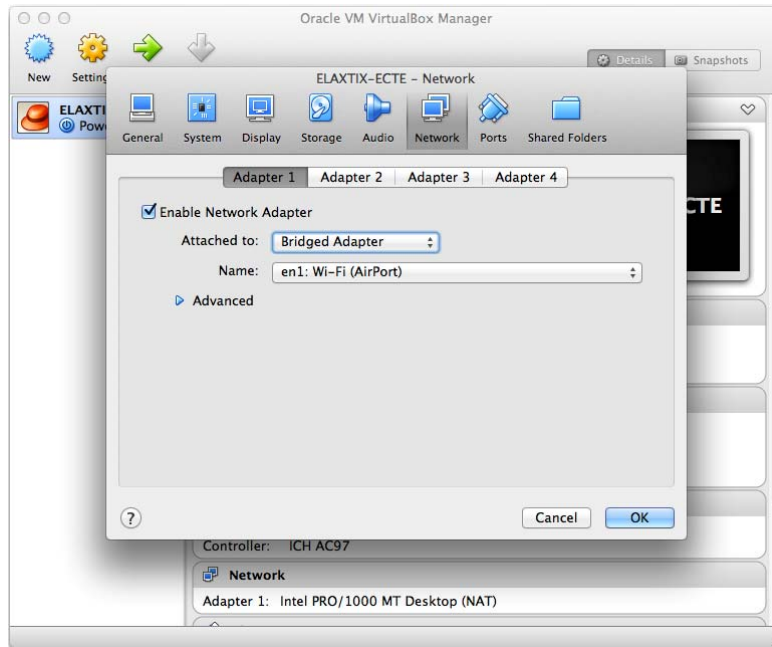 Oracle VM VirtualBox Manager
New Setting
Details Snapshots
ELAXTIX-ECTE – Network
ELAXTI
Pow
General System Display Storage Audio Network Ports Shared Folders
CTE
Adapter 1 Adapter 2 Adapter 3 Adapter 4
Enable Network Adapter
Attached to: Bridged Adapter
Name: en1: Wi-Fi (AirPort)
Advanced
? Cancel OK
Controller: ICH AC97
Network
Adapter 1: Intel PRO/1000 MT Desktop (NAT)